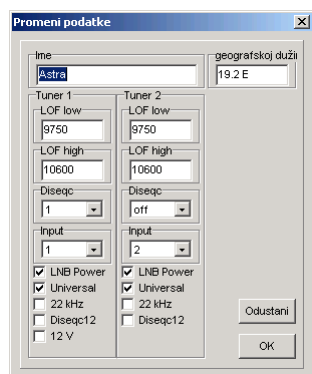 Promeni podatke
Ime
Astra
geografskoj duži
19.2 E
Tuner 1
LOF low
9750
LOF high
10600
Diseqc
1
Input
1
LNB Power
Universal
22 kHz
Diseqc12
12 V
Tuner 2
LOF low
9750
LOF high
10600
Diseqc
off
Input
2
LNB Power
Universal
22 kHz
Diseqc12
Odustani
OK